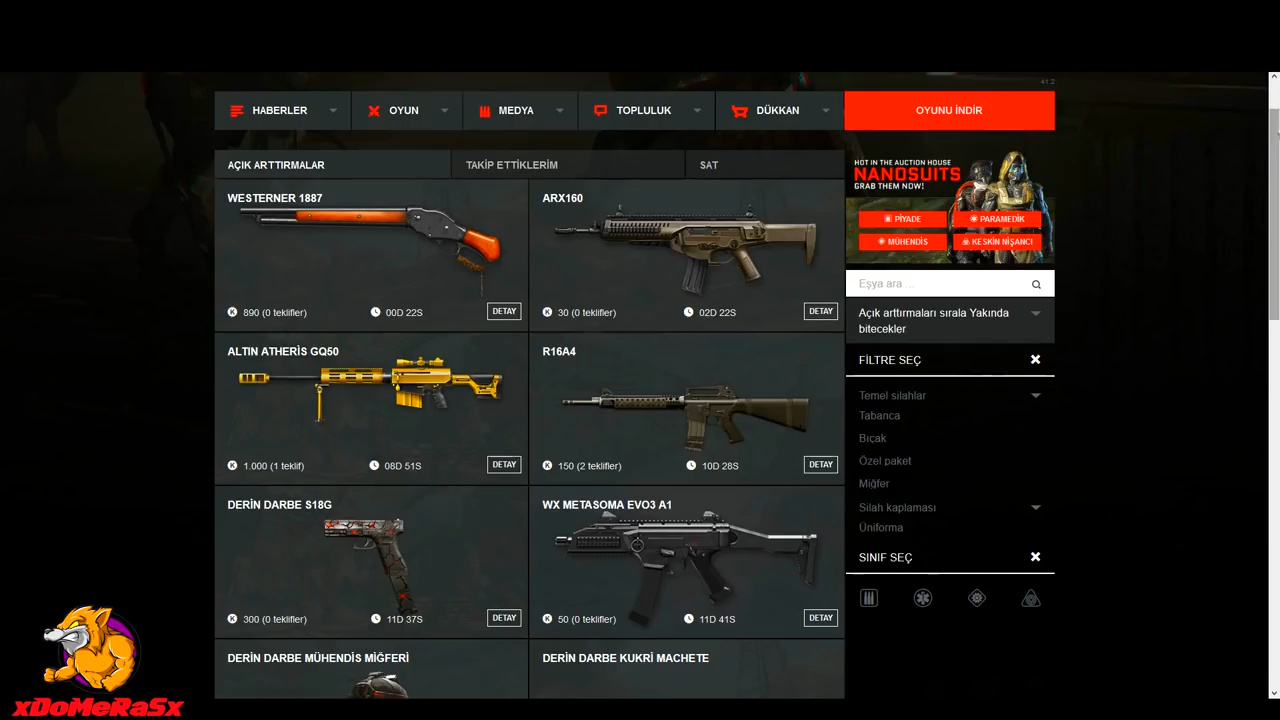 41:2
HABERLER
OYUN
MEDYA
TOPLULUK
DÜKKAN
OYUNU İNDİR
AÇIK ARTTIRMALAR
TAKİP ETTİKLERİM
SAT
WESTERNER 1887
890 (0 teklifler)
00D 22S
DETAY
ARX160
30 (0 teklifler)
02D 22S
DETAY
ALTIN ATHERİS GQ50
1.000 (1 teklif)
08D 51S
DETAY
R16A4
150 (2 teklifler)
10D 28S
DETAY
DERİN DARBE S18G
300 (0 teklifler)
11D 37S
DETAY
WX METASOMA EVO3 A1
50 (0 teklifler)
11D 41S
DETAY
DERİN DARBE MÜHENDİS MİĞFERİ
DERİN DARBE KUKRİ MACHETE
HOT IN THE AUCTION HOUSE
NANOSUITS
GRAB THEM NOW!
PİYADE
PARAMEDİK
MÜHENDİS
KESKİN NİŞANCI
Eşya ara ...
Açık arttırmaları sırala Yakında
bitecekler
FİLTRE SEÇ
Temel silahlar
Tabanca
Bıçak
Özel paket
Miğfer
Silah kaplaması
Üniforma
SINIF SEÇ
xDoMeRaSx